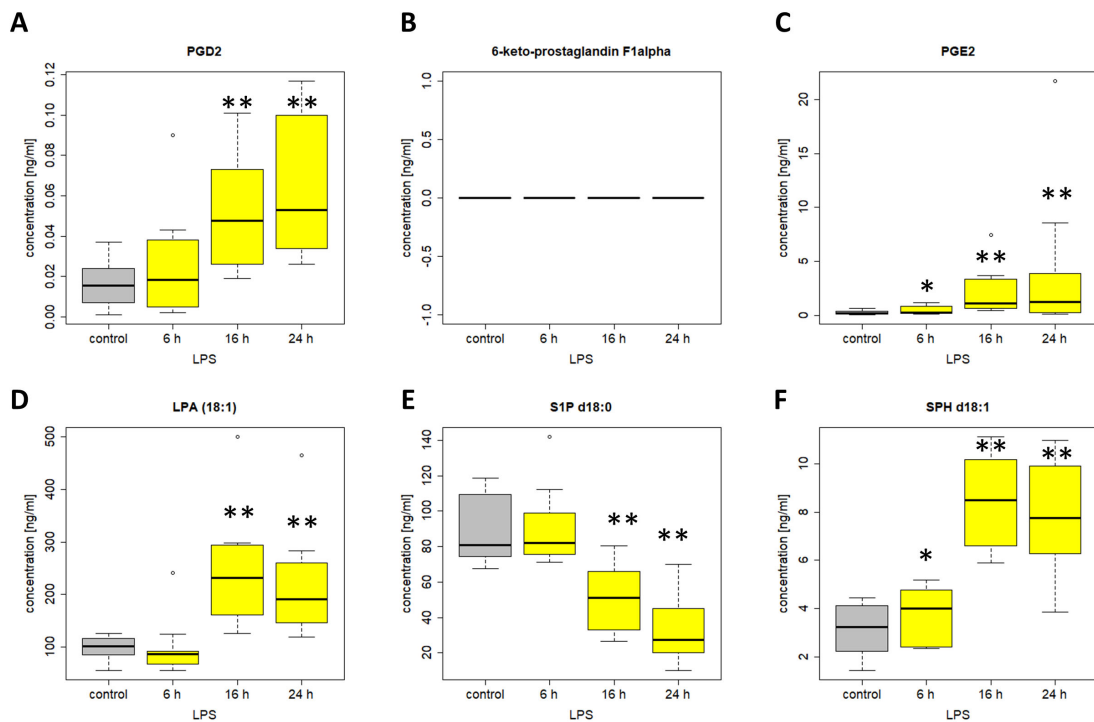 A
PGD2
concentration [ng/ml]
0.00 0.02 0.04 0.06 0.08 0.10 0.12
** **
control 6 h 16 h 24 h
LPS
B
6-keto-prostaglandin F1alpha
concentration [ng/ml]
-1.0 -0.5 0.0 0.5 1.0
control 6 h 16 h 24 h
LPS
C
PGE2
concentration [ng/ml]
0 5 10 15 20
* ** **
control 6 h 16 h 24 h
LPS
D
LPA (18:1)
concentration [ng/ml]
100 200 300 400 500
** **
control 6 h 16 h 24 h
LPS
E
S1P d18:0
concentration [ng/ml]
20 40 60 80 100 120 140
** **
control 6 h 16 h 24 h
LPS
F
SPH d18:1
concentration [ng/ml]
2 4 6 8 10
* ** **
control 6 h 16 h 24 h
LPS